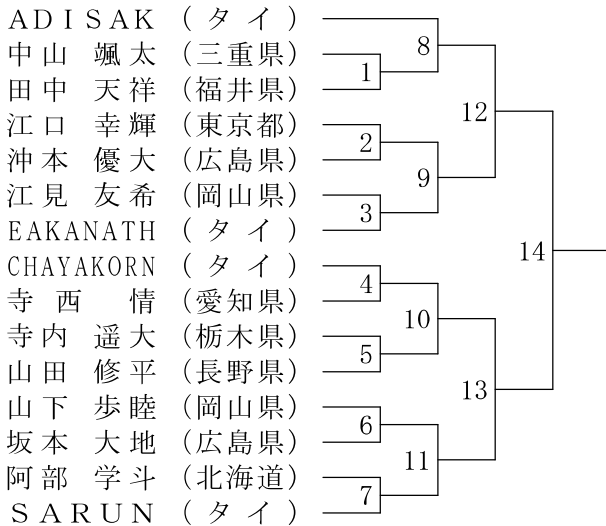 ADISAK (タイ)
8
中山 颯太 (三重県)
1
田中 天祥 (福井県)
12
江口 幸輝 (東京都)
2
沖本 優大 (広島県)
9
江見 友希 (岡山県)
3
EAKANATH (タイ)
14
CHAYAKORN (タイ)
4
寺西 情 (愛知県)
10
寺内 遥大 (栃木県)
5
山田 修平 (長野県)
13
山下 歩睦 (岡山県)
6
坂本 大地 (広島県)
11
阿部 学斗 (北海道)
7
SARUN (タイ)